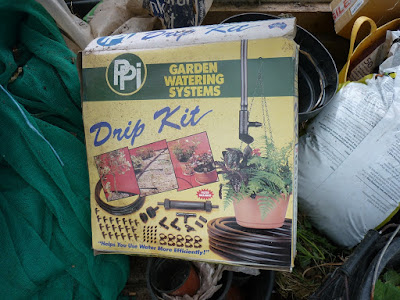 Drip Kit
PPi
GARDEN
WATERING
SYSTEMS
Drip Kit
"Helps You Use Water More Efficiently!"